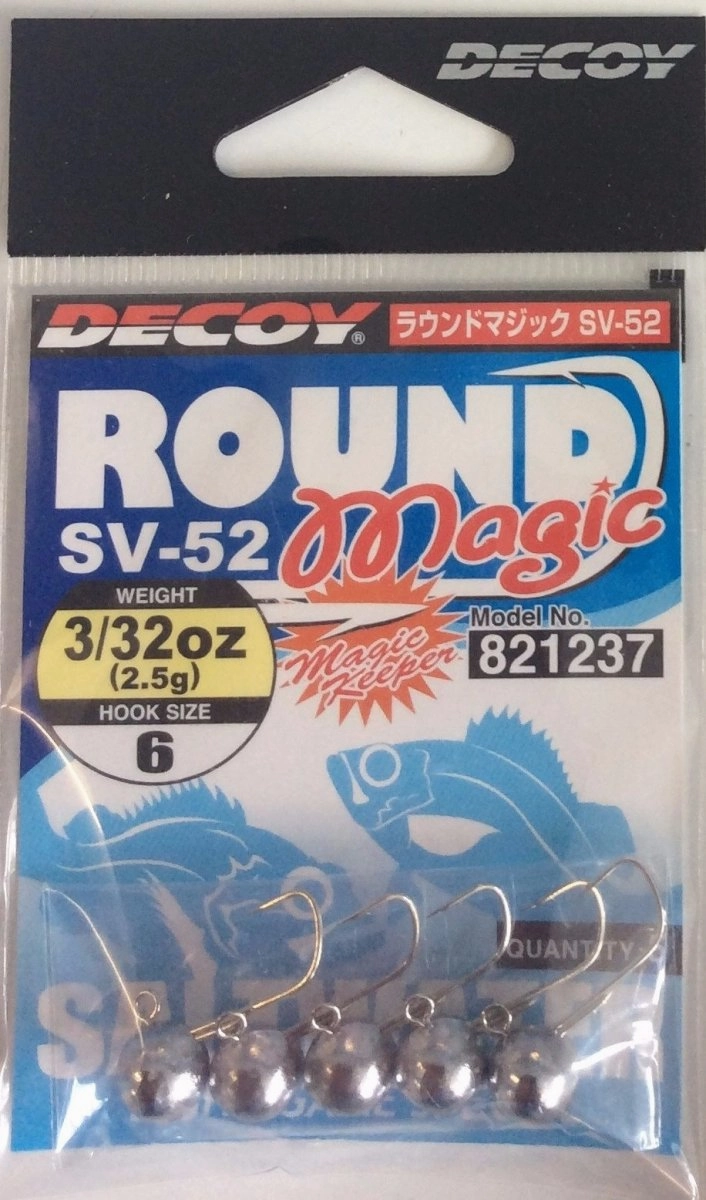 DECOY
DECOY® ラウンドマジック SV-52
ROUND
Magic
SV-52
WEIGHT
3/32oz
(2.5g)
HOOK SIZE
6
Magic
Keeper
Model No.
821237
QUANTITY